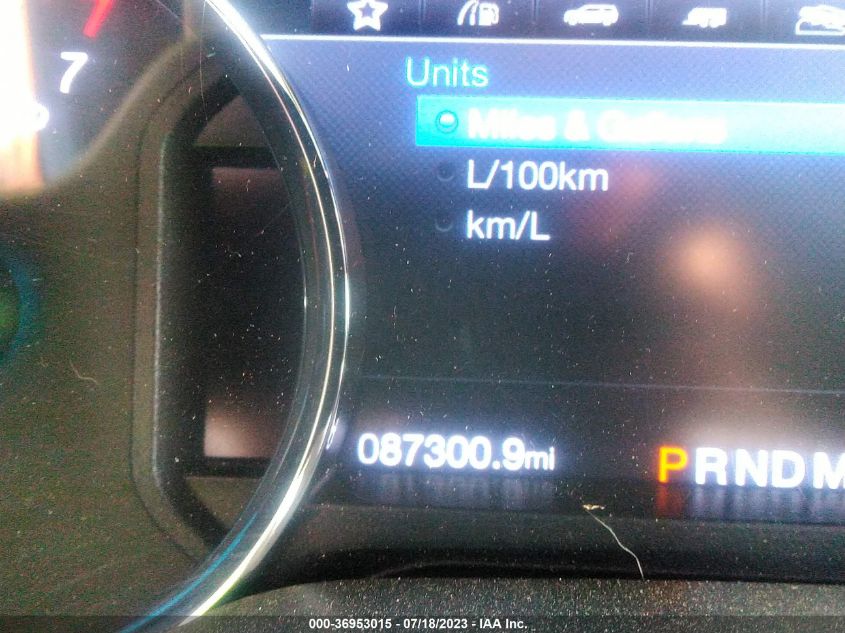 7
Units
Miles & Gallons
L/100km
km/L
087300.9mi
PRNDM
000-36953015 - 07/18/2023 - IAA Inc.